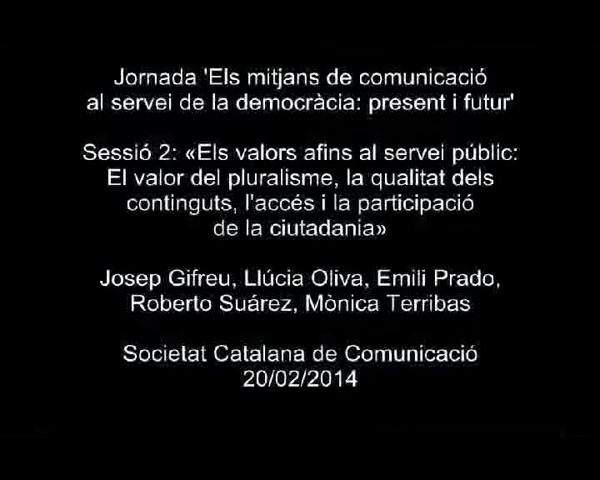 Jornada 'Els mitjans de comunicació
al servei de la democràcia: present i futur'
Sessió 2: «Els valors afins al servei públic:
El valor del pluralisme, la qualitat dels
continguts, l'accés i la participació
de la ciutadania»
Josep Gifreu, Llúcia Oliva, Emili Prado,
Roberto Suárez, Mònica Terribas
Societat Catalana de Comunicació
20/02/2014